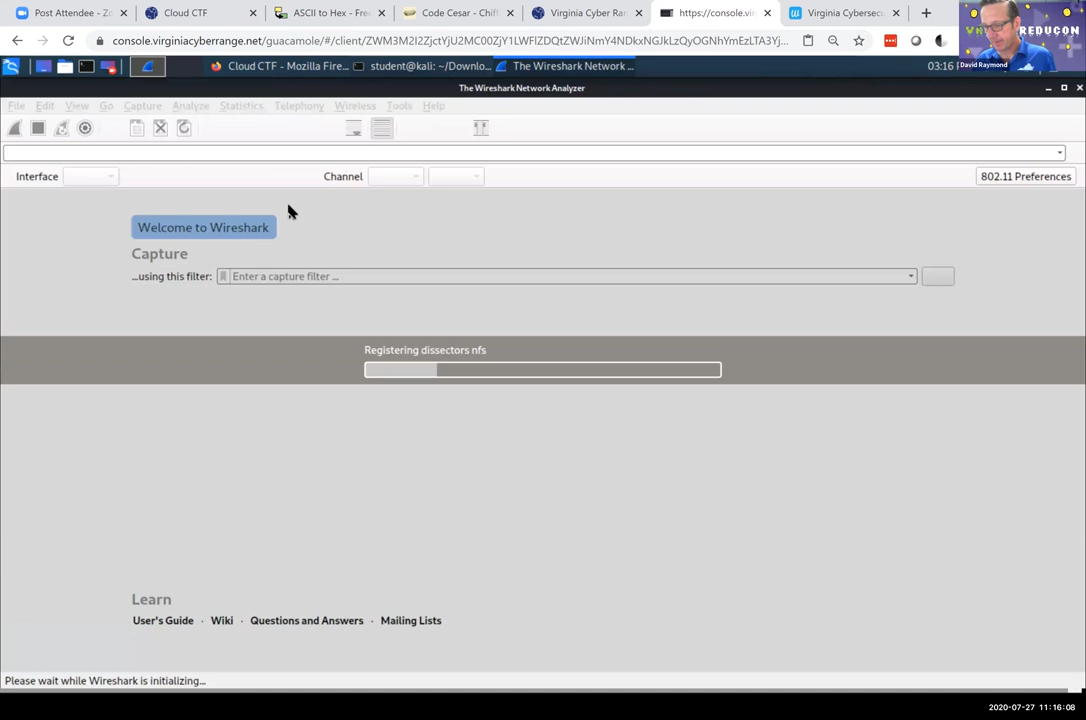 Post Attendee - Zo
Cloud CTF
ASCII to Hex - Fre
Code Cesar - Chiff
Virginia Cyber Ran
https://console.vir
Virginia Cybersecu
console.virginiacyberrange.net/guacamole/#/client/ZWM3M2I2ZjctYjU2MC00ZjY1LWFlZDQtZWJiNmY4NDkxNGJkLzQyOGNhYmEzLTA3Yj...
REDUCON
David Raymond
Cloud CTF - Mozilla Fire...
student@kali: ~/Downlo...
The Wireshark Network ...
03:16
The Wireshark Network Analyzer
File Edit View Go Capture Analyze Statistics Telephony Wireless Tools Help
Interface
Channel
802.11 Preferences
Welcome to Wireshark
Capture
...using this filter:
Enter a capture filter ...
Registering dissectors nfs
Learn
User's Guide · Wiki · Questions and Answers · Mailing Lists
Please wait while Wireshark is initializing...
2020-07-27 11:16:08